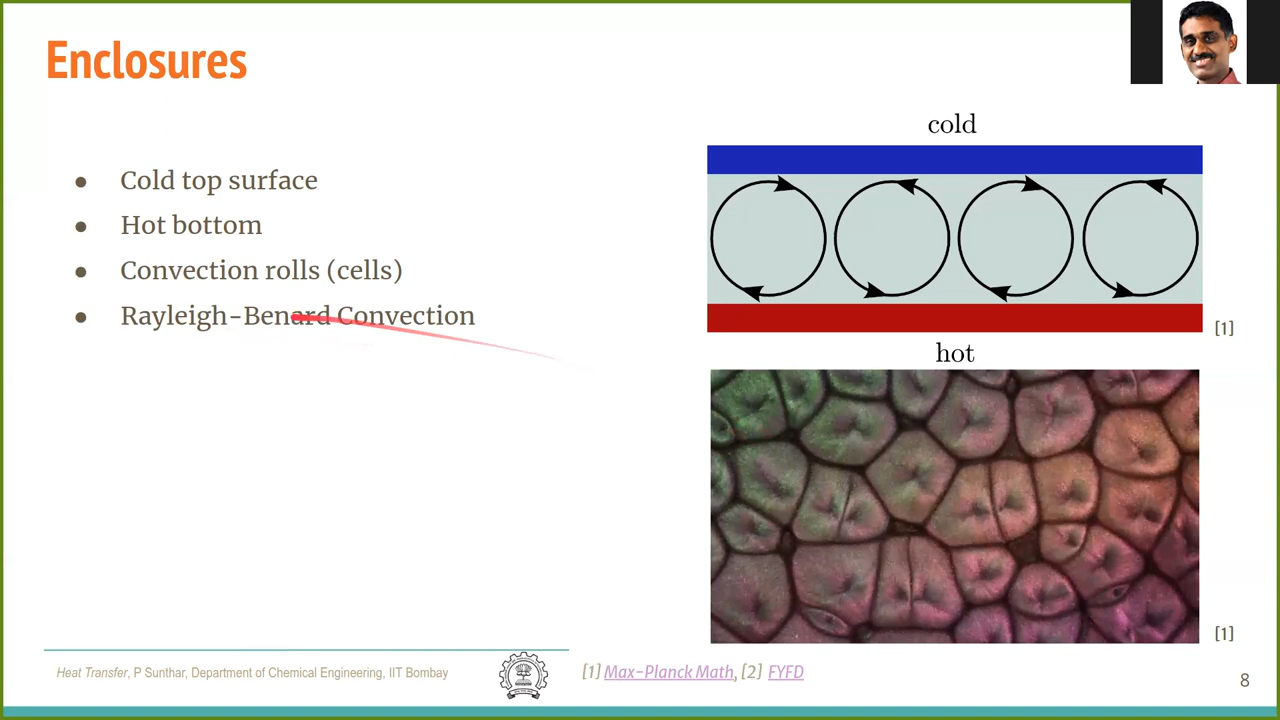 Enclosures
● Cold top surface
● Hot bottom
● Convection rolls (cells)
● Rayleigh-Benard Convection
cold
[1]
hot
[1]
Heat Transfer, P Sunthar, Department of Chemical Engineering, IIT Bombay
[1] Max-Planck Math, [2] FYFD
8